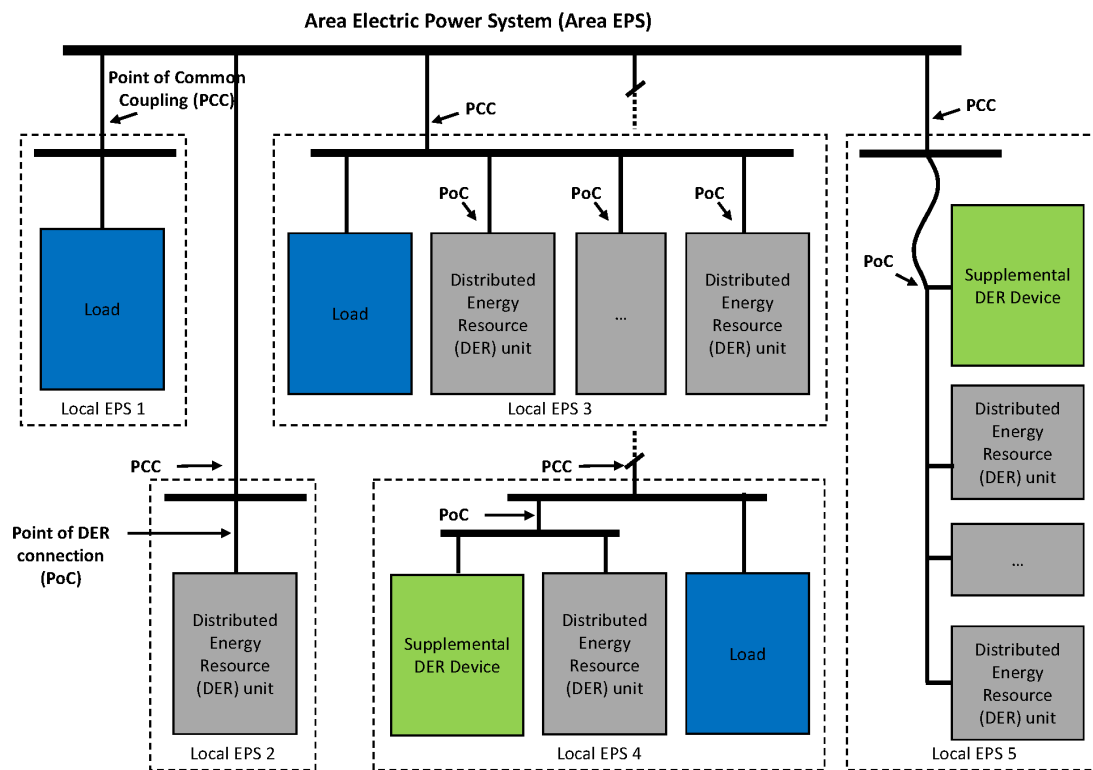 Area Electric Power System (Area EPS)
Point of Common
Coupling (PCC)
PCC
PCC
PoC
PoC
PoC
PoC
Load
Local EPS 1
Load
Distributed
Energy
Resource
(DER) unit
...
Distributed
Energy
Resource
(DER) unit
Local EPS 3
Supplemental
DER Device
Distributed
Energy
Resource
(DER) unit
...
Distributed
Energy
Resource
(DER) unit
Local EPS 5
PCC
Point of DER
connection
(PoC)
Distributed
Energy
Resource
(DER) unit
Local EPS 2
PCC
PoC
Supplemental
DER Device
Distributed
Energy
Resource
(DER) unit
Load
Local EPS 4